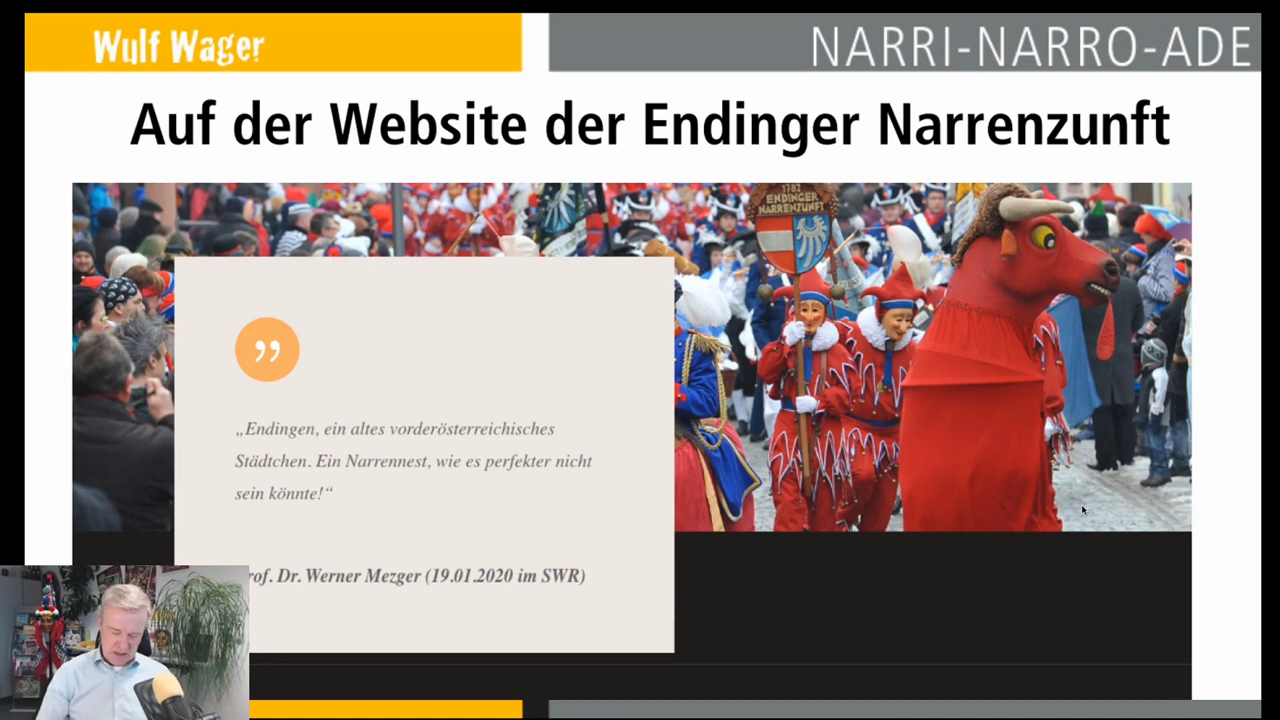 Wulf Wager
NARRI-NARRO-ADE
Auf der Website der Endinger Narrenzunft
1782
ENDINGER
NARRENZUNFT
„Endingen, ein altes vorderösterreichisches
Städtchen. Ein Narrennest, wie es perfekter nicht
sein könnte!“
rof. Dr. Werner Mezger (19.01.2020 im SWR)